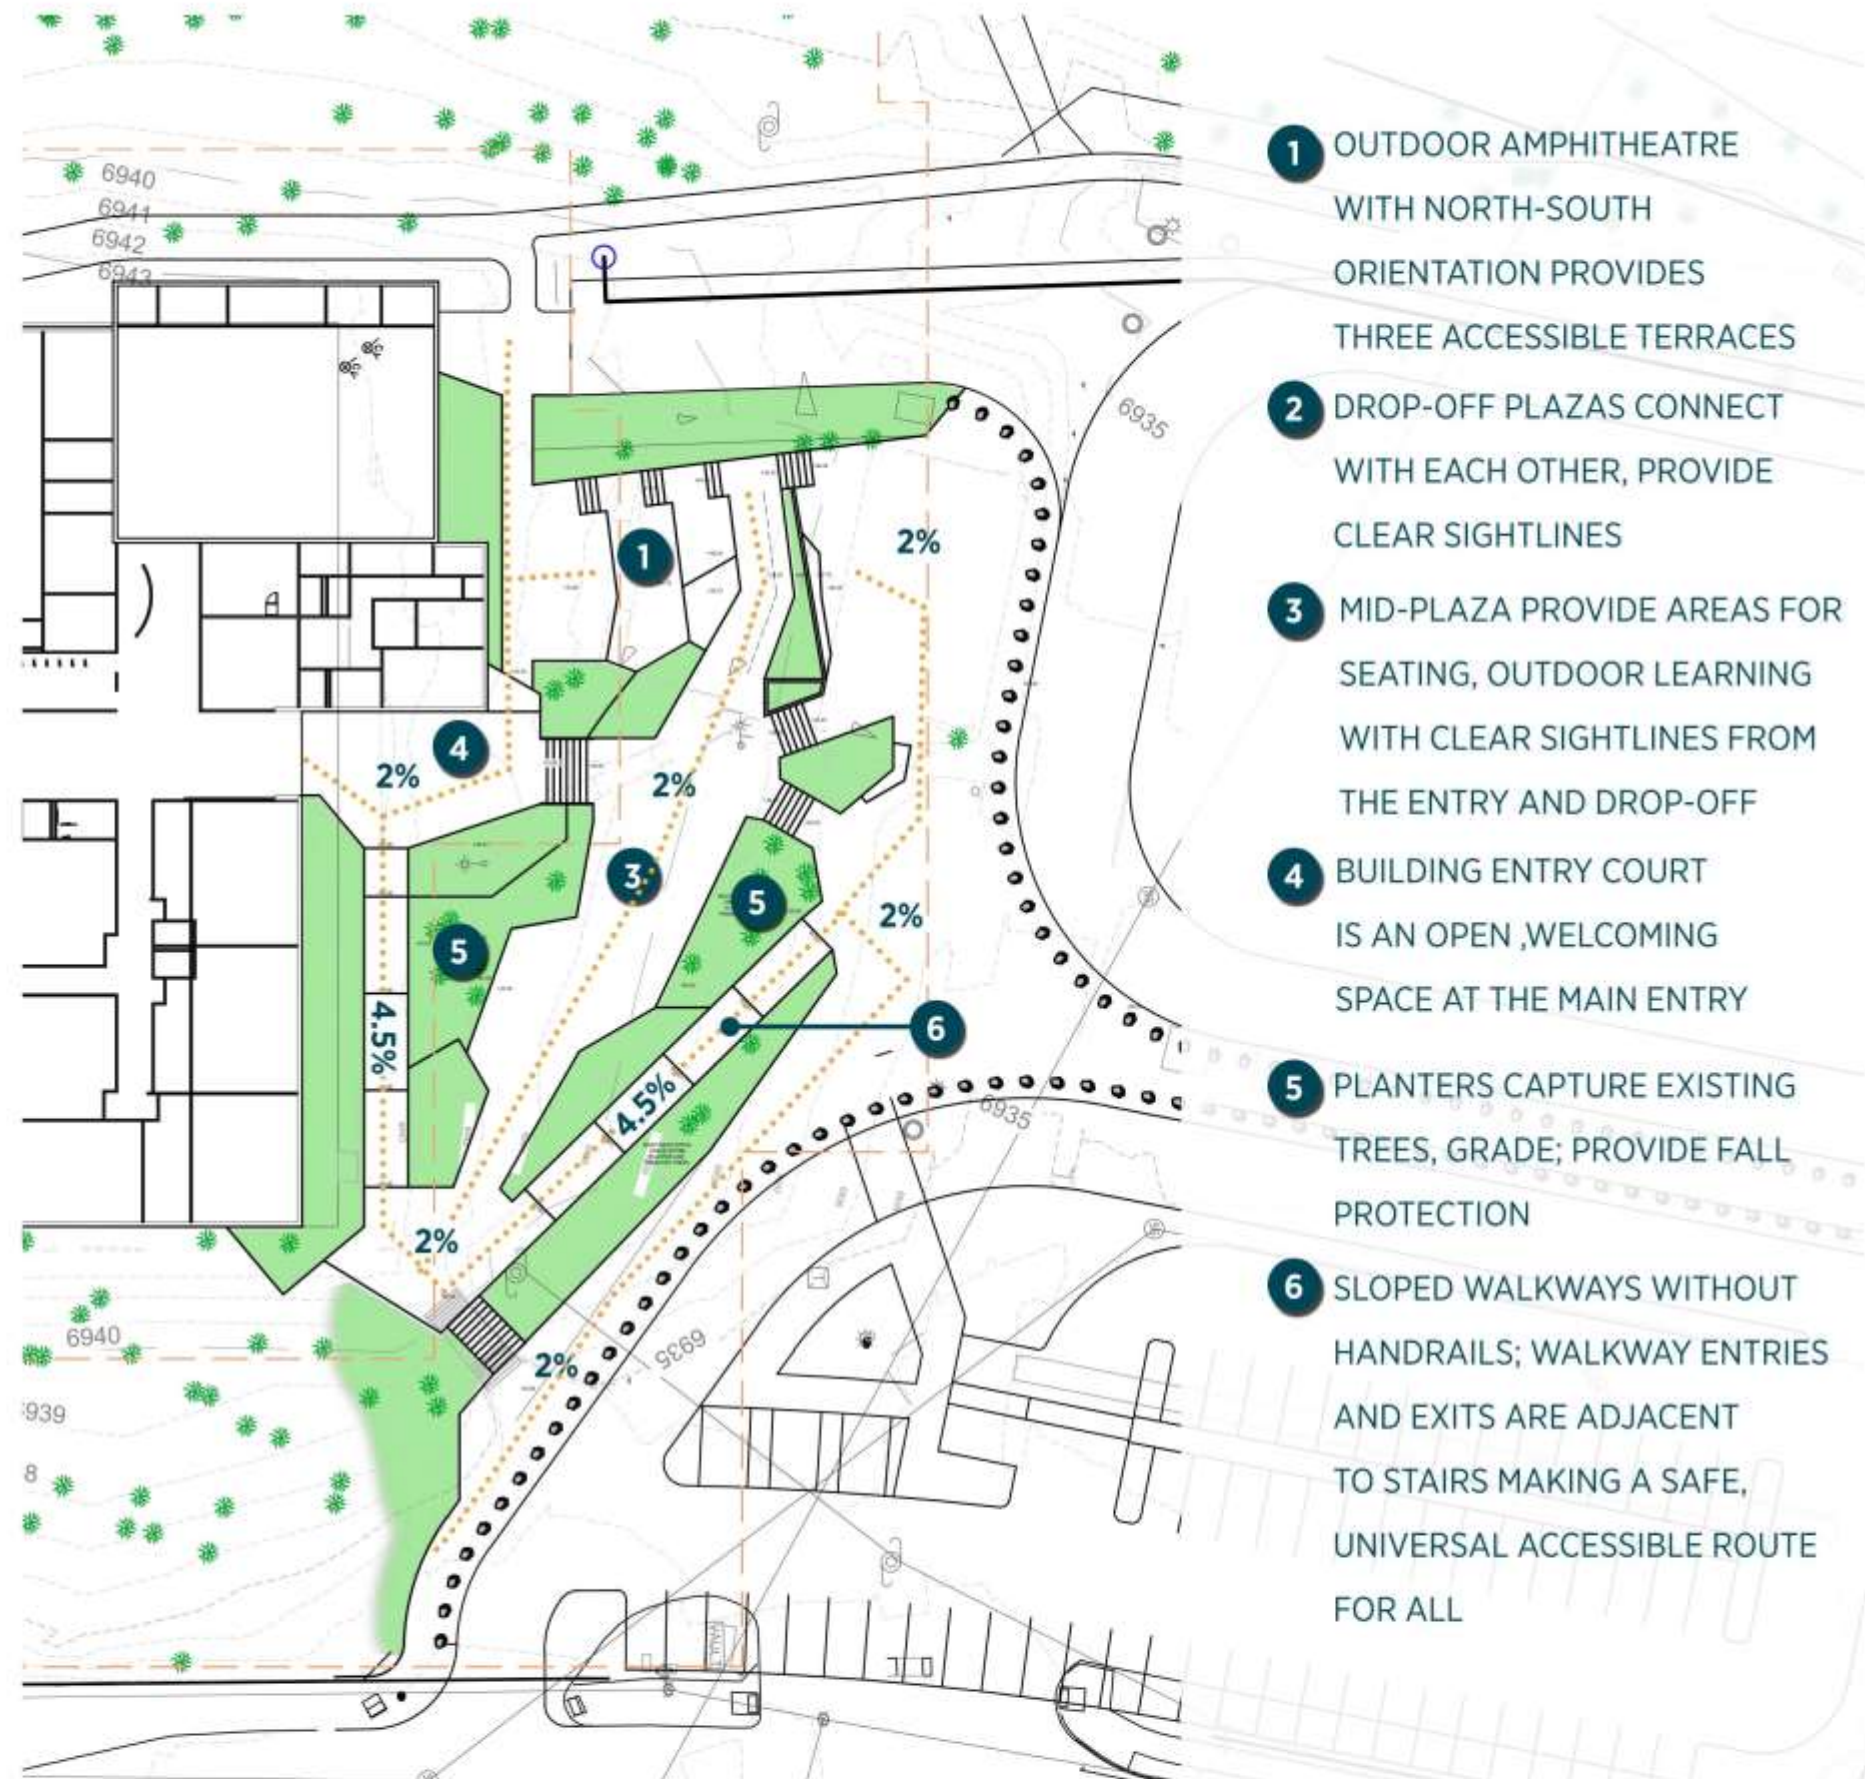 6940
6941
6942
6943
6935
2%
1
4
2%
2%
3
5
5
2%
4.5%
6
4.5%
6935
2%
6940
6935
2%
1 OUTDOOR AMPHITHEATRE
WITH NORTH-SOUTH
ORIENTATION PROVIDES
THREE ACCESSIBLE TERRACES
2 DROP-OFF PLAZAS CONNECT
WITH EACH OTHER, PROVIDE
CLEAR SIGHTLINES
3 MID-PLAZA PROVIDE AREAS FOR
SEATING, OUTDOOR LEARNING
WITH CLEAR SIGHTLINES FROM
THE ENTRY AND DROP-OFF
4 BUILDING ENTRY COURT
IS AN OPEN ,WELCOMING
SPACE AT THE MAIN ENTRY
5 PLANTERS CAPTURE EXISTING
TREES, GRADE; PROVIDE FALL
PROTECTION
6 SLOPED WALKWAYS WITHOUT
HANDRAILS; WALKWAY ENTRIES
AND EXITS ARE ADJACENT
TO STAIRS MAKING A SAFE,
UNIVERSAL ACCESSIBLE ROUTE
FOR ALL